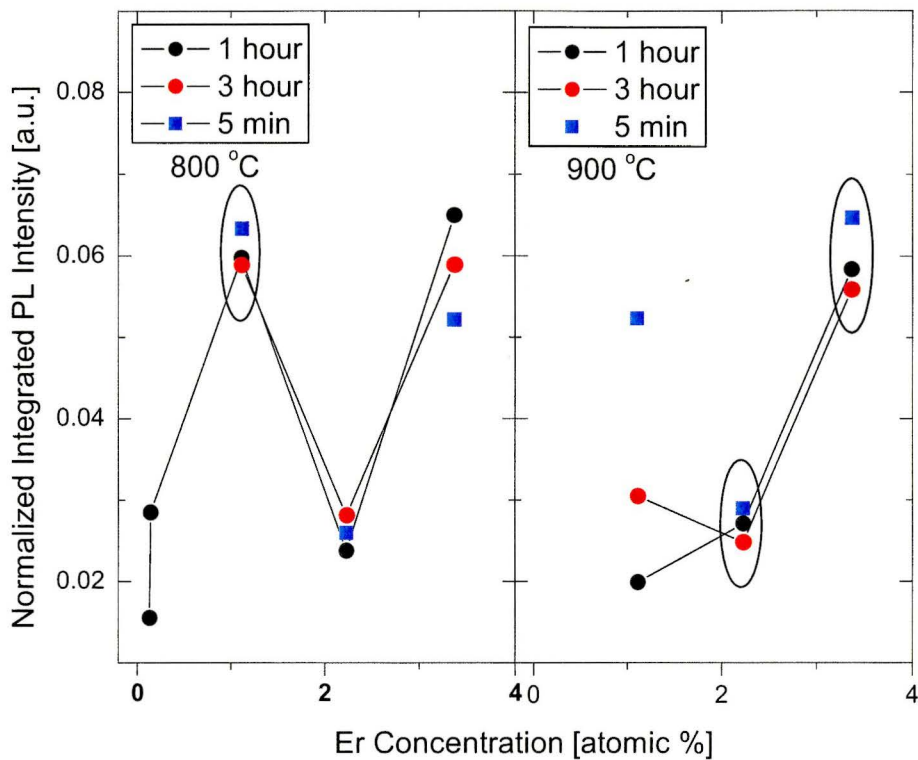 1 hour
3 hour
5 min
800 °C
1 hour
3 hour
5 min
900 °C
Normalized Integrated PL Intensity [a.u.]
0.08
0.06
0.04
0.02
0 2 4 0 2 4
Er Concentration [atomic %]